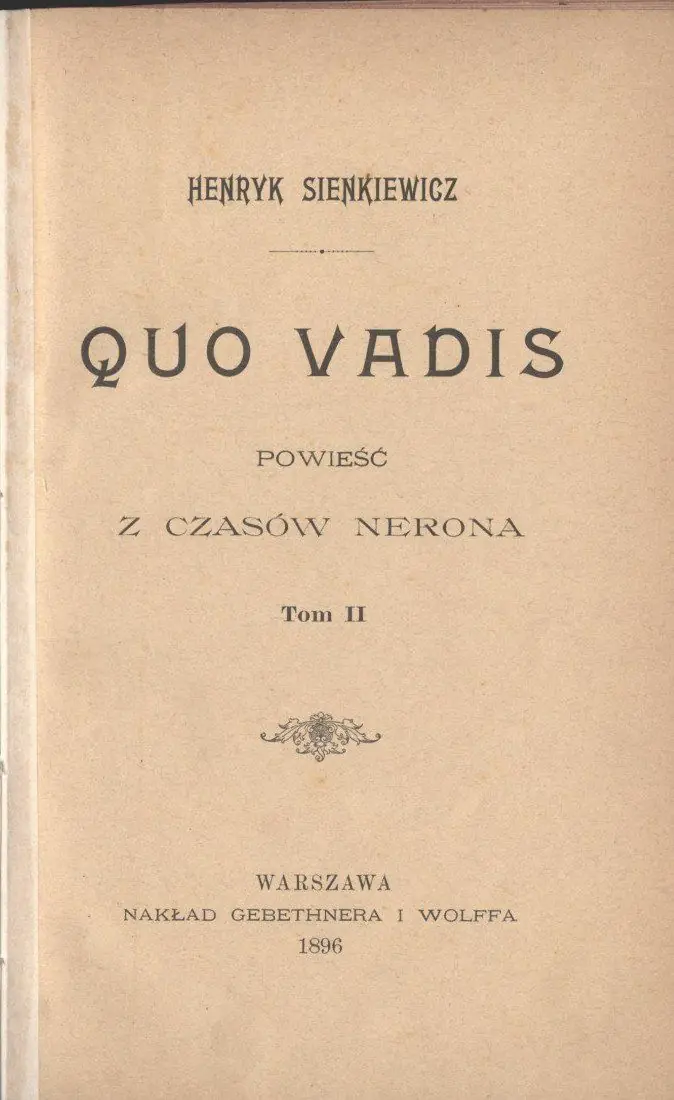 HENRYK SIENKIEWICZ
QUO VADIS
POWIEŚĆ
Z CZASÓW NERONA
Tom II
WARSZAWA
NAKŁAD GEBETHNERA I WOLFFA
1896